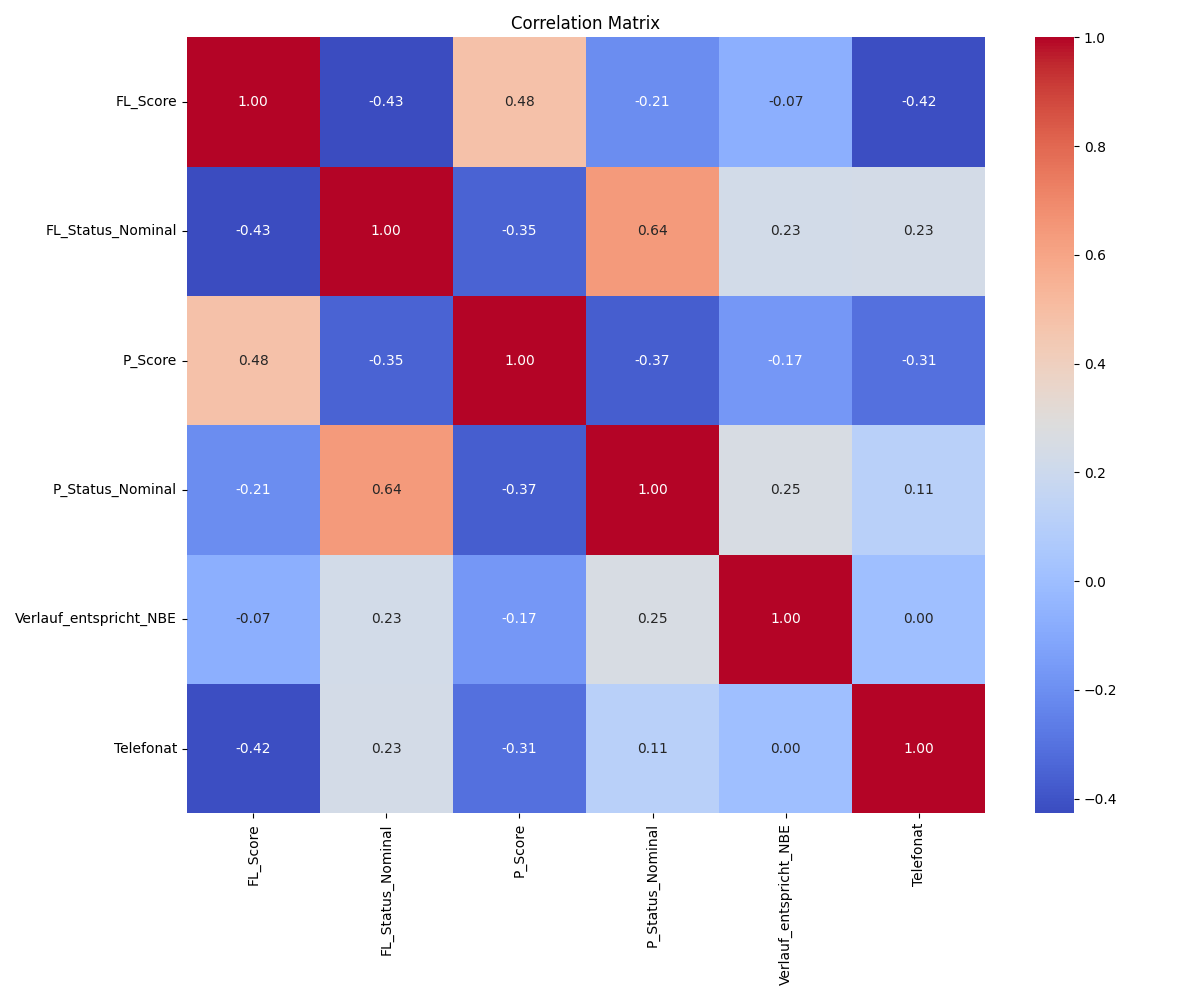 Correlation Matrix
FL_Score 1.00 -0.43 0.48 -0.21 -0.07 -0.42
FL_Status_Nominal -0.43 1.00 -0.35 0.64 0.23 0.23
P_Score 0.48 -0.35 1.00 -0.37 -0.17 -0.31
P_Status_Nominal -0.21 0.64 -0.37 1.00 0.25 0.11
Verlauf_entspricht_NBE -0.07 0.23 -0.17 0.25 1.00 0.00
Telefonat -0.42 0.23 -0.31 0.11 0.00 1.00
FL_Score
FL_Status_Nominal
P_Score
P_Status_Nominal
Verlauf_entspricht_NBE
Telefonat
1.0
0.8
0.6
0.4
0.2
0.0
−0.2
−0.4